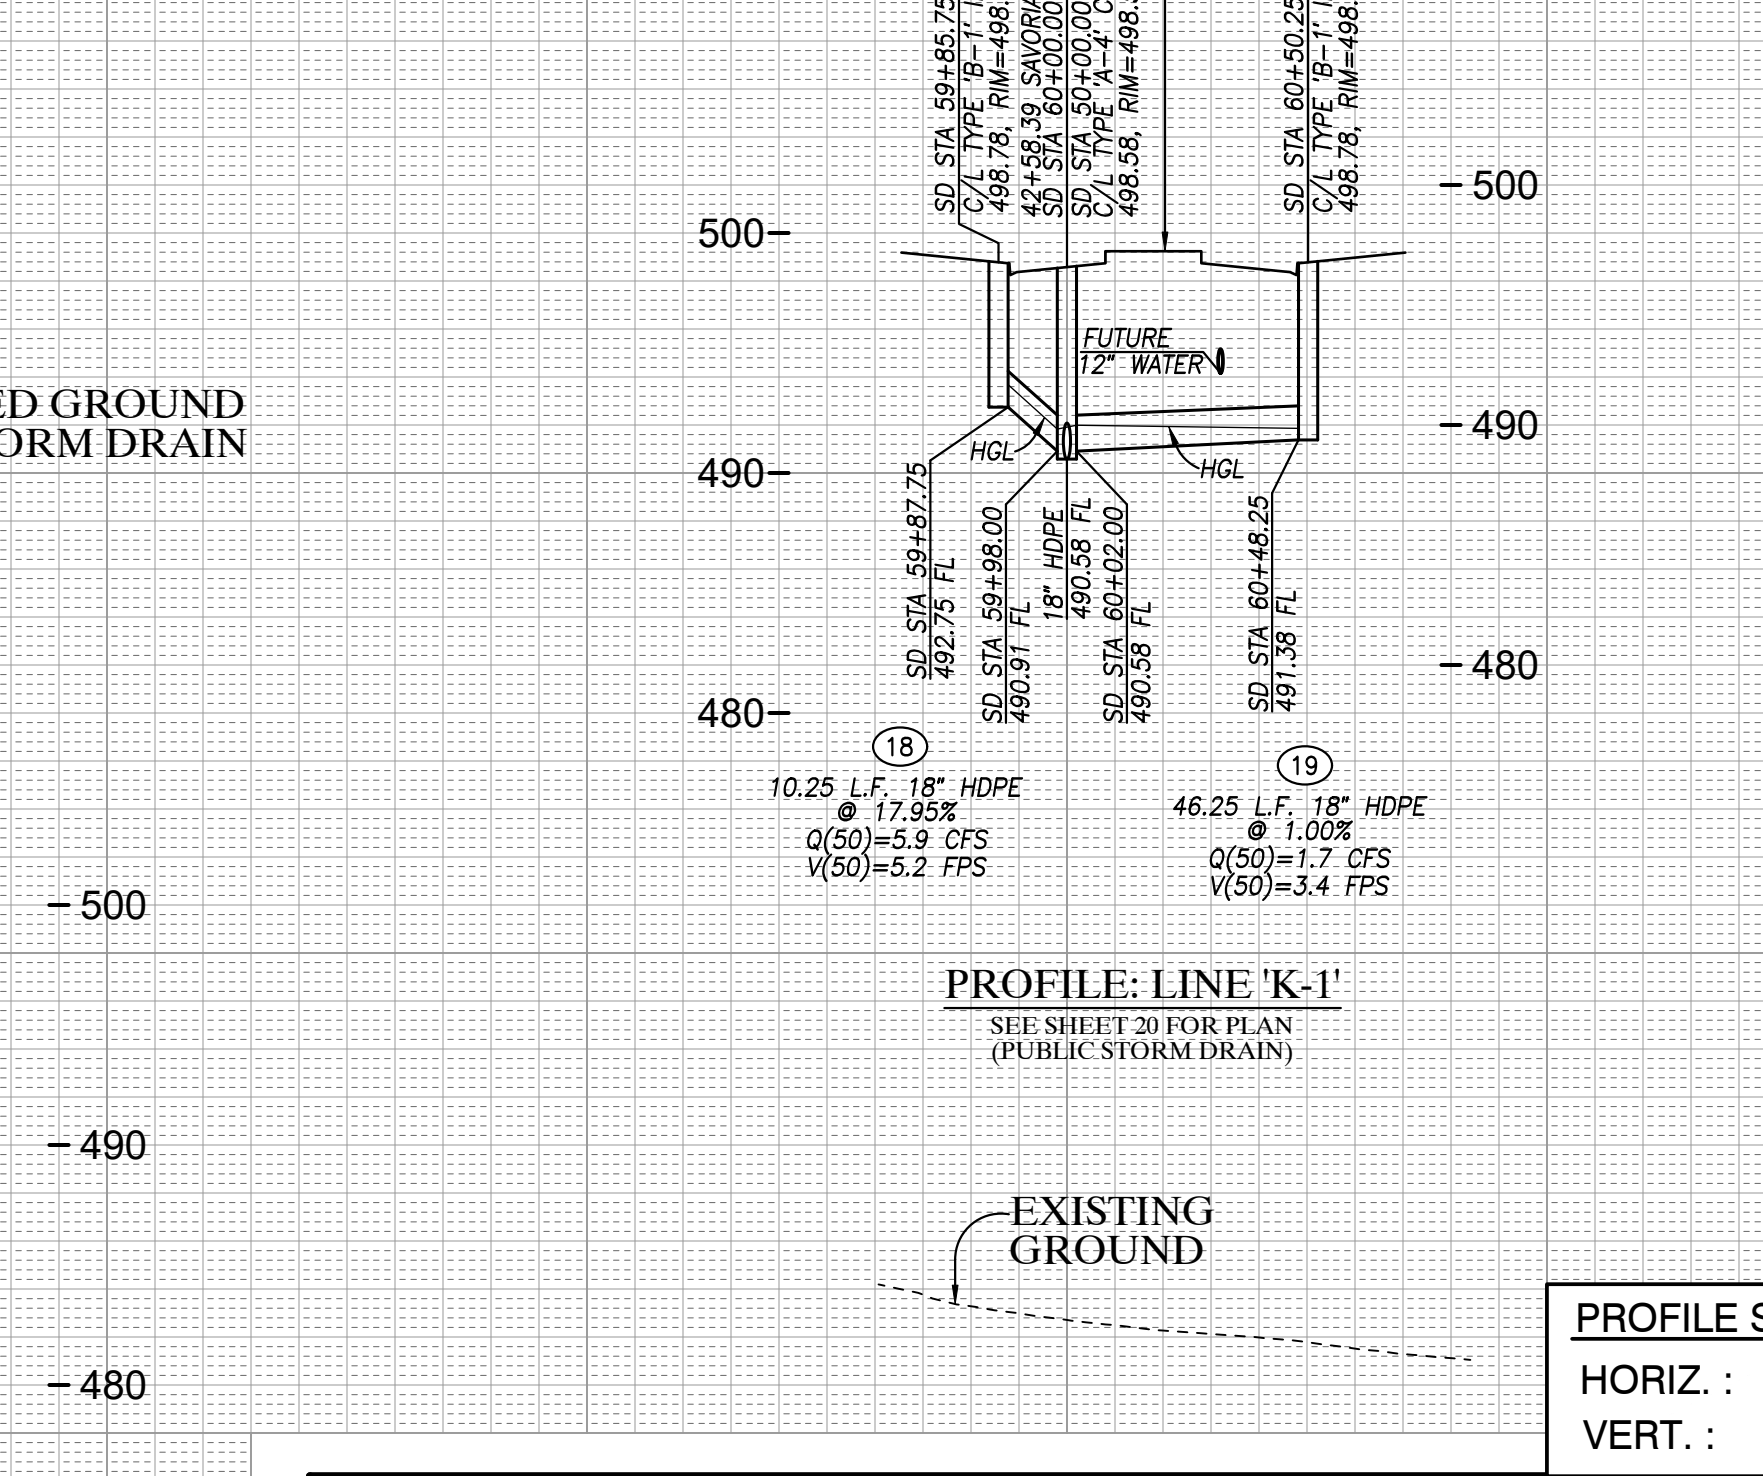 SD STA 59+85.75
C/L TYPE 'B-1'
498.78, RIM=498.
42+58.39 SAVORIA
SD STA 60+00.00
SD STA 50+00.00
C/L TYPE 'A-4' C
498.58, RIM=498.
SD STA 60+50.25
C/L TYPE 'B-1'
498.78, RIM=498.
500
500
FUTURE
12" WATER
ED GROUND
ORM DRAIN
HGL
HGL
490
490
SD STA 59+87.75
492.75 FL
SD STA 59+98.00
490.91 FL
18" HDPE
490.58 FL
SD STA 60+02.00
490.58 FL
SD STA 60+48.25
491.38 FL
480
480
18
10.25 L.F. 18" HDPE
@ 17.95%
Q(50)=5.9 CFS
V(50)=5.2 FPS
19
46.25 L.F. 18" HDPE
@ 1.00%
Q(50)=1.7 CFS
V(50)=3.4 FPS
500
PROFILE: LINE 'K-1'
SEE SHEET 20 FOR PLAN
(PUBLIC STORM DRAIN)
490
EXISTING
GROUND
480
PROFILE S
HORIZ. :
VERT. :